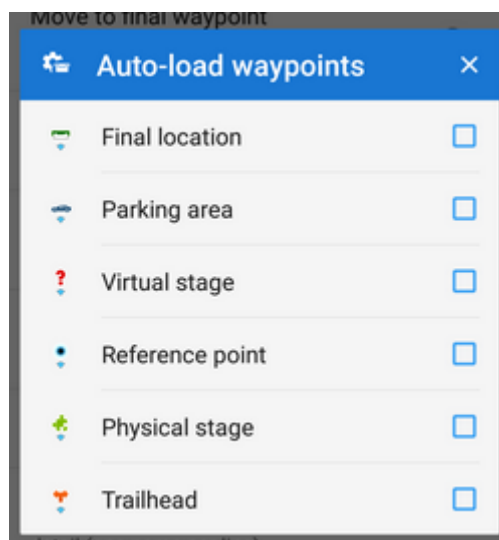 Move to final waypoint
Auto-load waypoints
Final location
Parking area
Virtual stage
Reference point
Physical stage
Trailhead